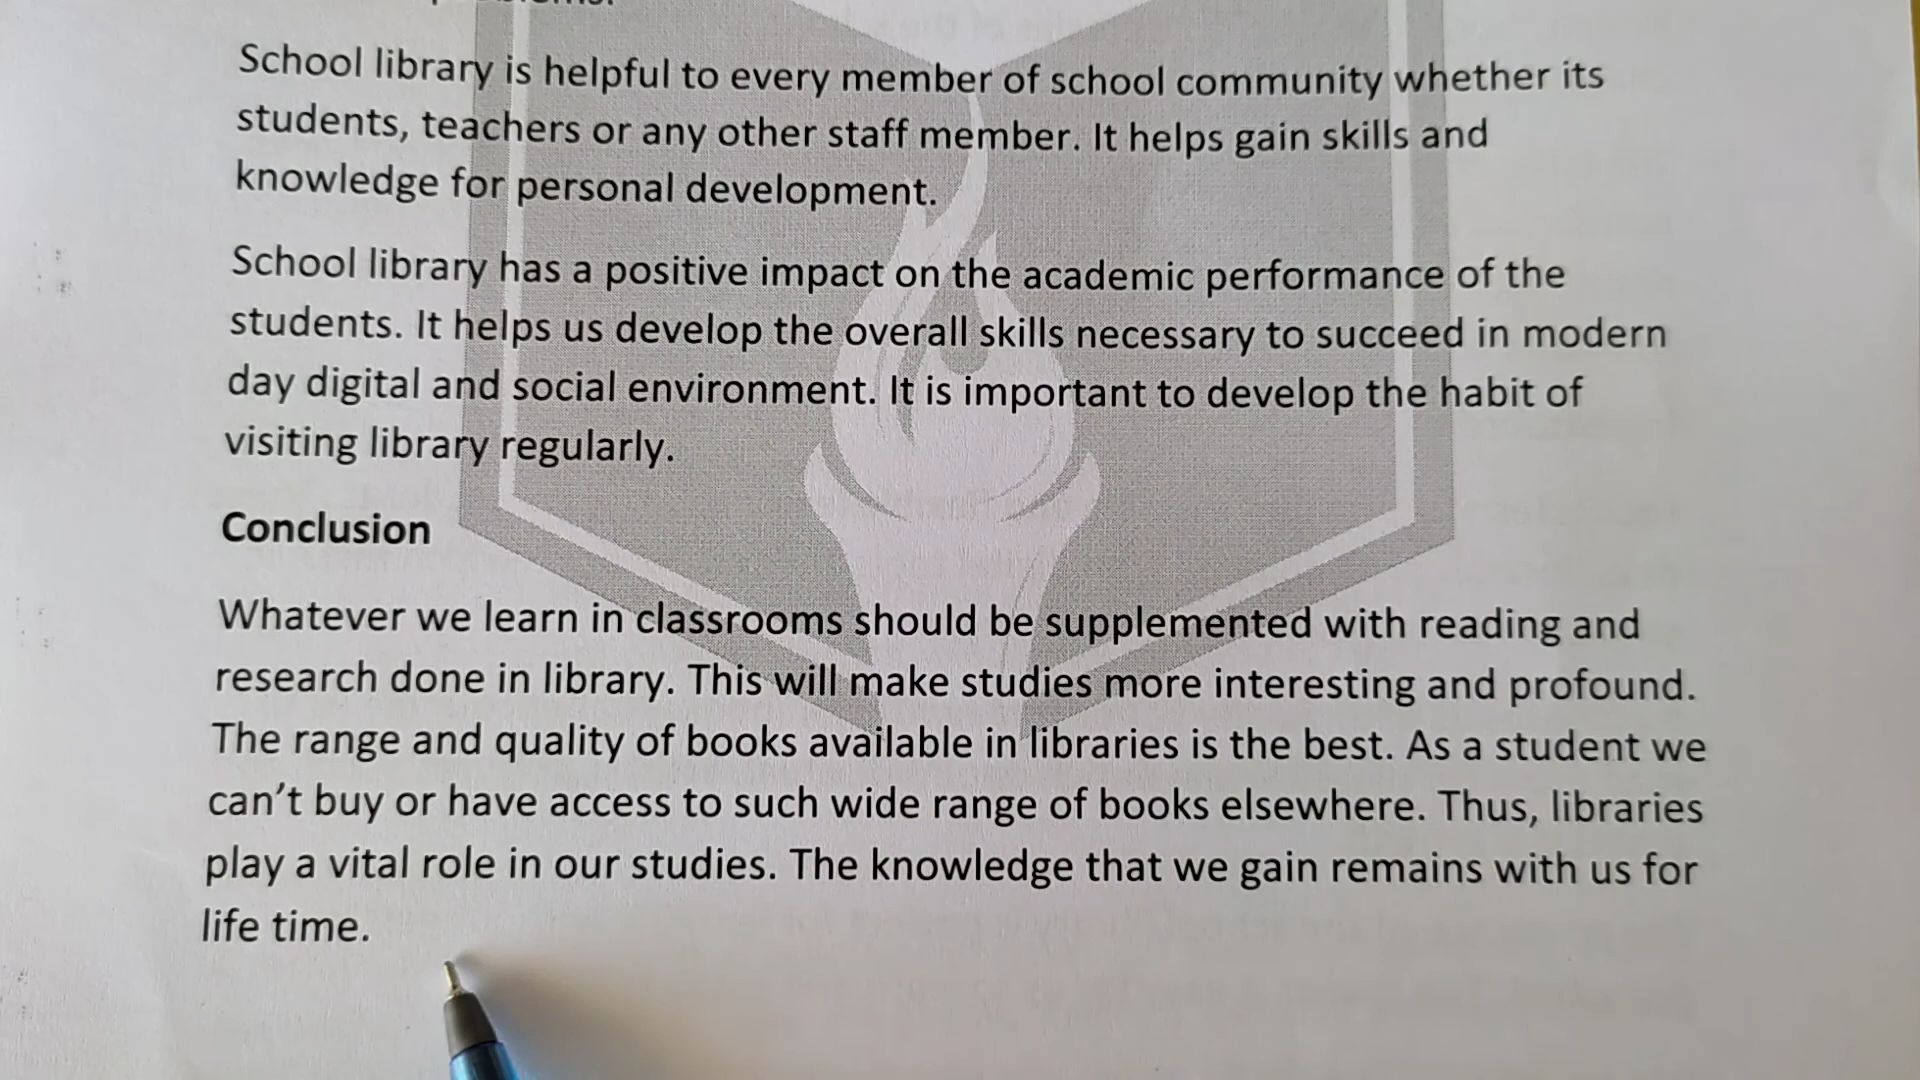 School library is helpful to every member of school community whether its
students, teachers or any other staff member. It helps gain skills and
knowledge for personal development.
School library has a positive impact on the academic performance of the
students. It helps us develop the overall skills necessary to succeed in modern
day digital and social environment. It is important to develop the habit of
visiting library regularly.
Conclusion
Whatever we learn in classrooms should be supplemented with reading and
research done in library. This will make studies more interesting and profound.
The range and quality of books available in libraries is the best. As a student we
can't buy or have access to such wide range of books elsewhere. Thus, libraries
play a vital role in our studies. The knowledge that we gain remains with us for
life time.